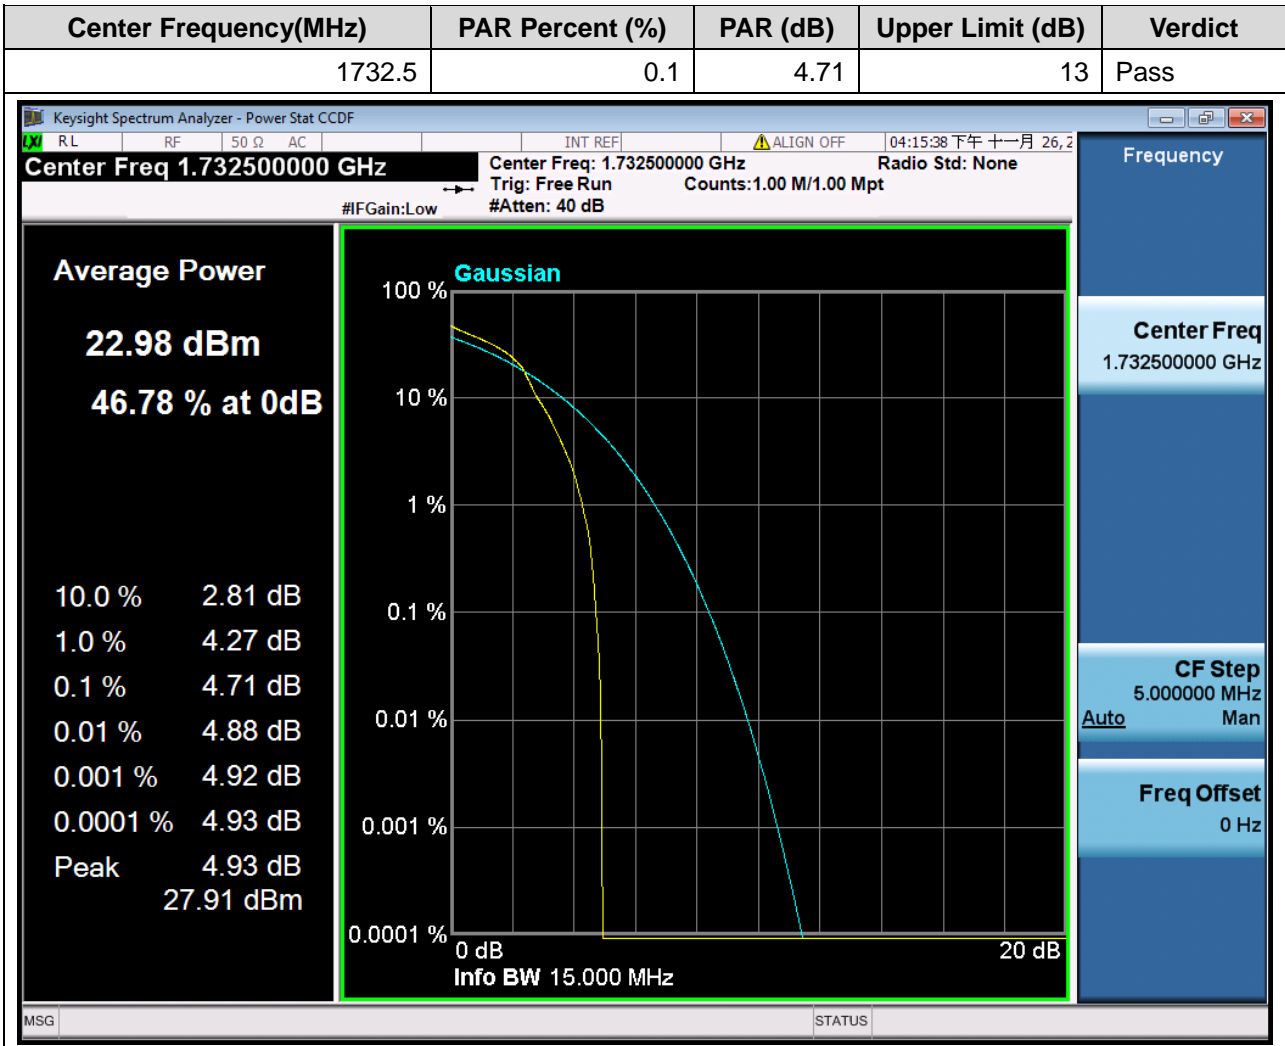 Center Frequency(MHz) PAR Percent (%) PAR (dB) Upper Limit (dB) Verdict
1732.5 0.1 4.71 13 Pass
Keysight Spectrum Analyzer - Power Stat CCDF
LXI RL RF 50 Ω AC INT REF ALIGN OFF 04:15:38 下午 十一月 26, 2
Center Freq 1.732500000 GHz
Center Freq: 1.732500000 GHz Radio Std: None
Trig: Free Run Counts:1.00 M/1.00 Mpt
#IFGain:Low #Atten: 40 dB
Frequency
Average Power
22.98 dBm
46.78 % at 0dB
10.0 % 2.81 dB
1.0 % 4.27 dB
0.1 % 4.71 dB
0.01 % 4.88 dB
0.001 % 4.92 dB
0.0001 % 4.93 dB
Peak 4.93 dB
27.91 dBm
Gaussian
100 %
10 %
1 %
0.1 %
0.01 %
0.001 %
0.0001 %
0 dB 20 dB
Info BW 15.000 MHz
Center Freq
1.732500000 GHz
CF Step
5.000000 MHz
Auto Man
Freq Offset
0 Hz
MSG STATUS